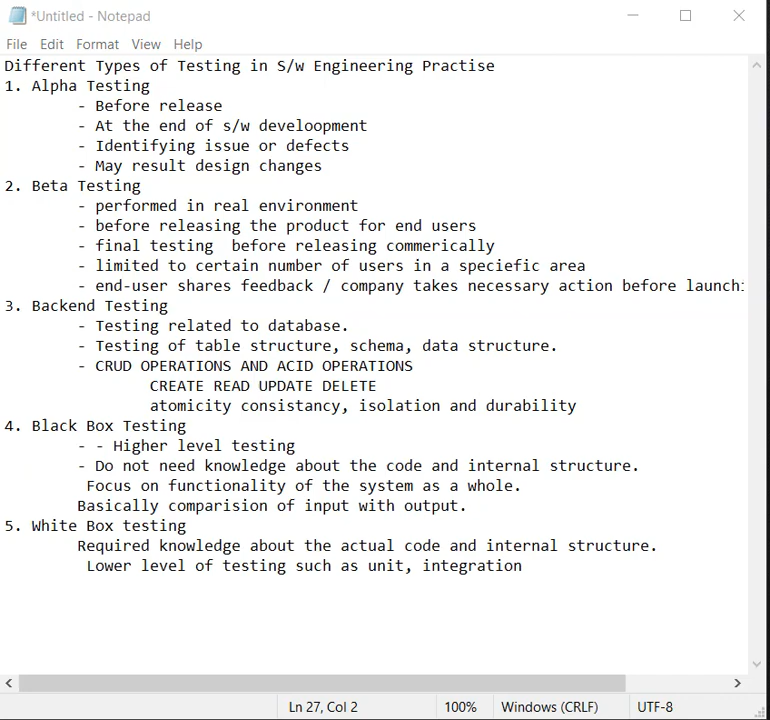 *Untitled - Notepad
File Edit Format View Help
Different Types of Testing in S/w Engineering Practise
1. Alpha Testing
- Before release
- At the end of s/w develoopment
- Identifying issue or defects
- May result design changes
2. Beta Testing
- performed in real environment
- before releasing the product for end users
- final testing  before releasing commerically
- limited to certain number of users in a speciefic area
- end-user shares feedback / company takes necessary action before launchi
3. Backend Testing
- Testing related to database.
- Testing of table structure, schema, data structure.
- CRUD OPERATIONS AND ACID OPERATIONS
CREATE READ UPDATE DELETE
atomicity consistancy, isolation and durability
4. Black Box Testing
- - Higher level testing
- Do not need knowledge about the code and internal structure.
Focus on functionality of the system as a whole.
Basically comparision of input with output.
5. White Box testing
Required knowledge about the actual code and internal structure.
Lower level of testing such as unit, integration
Ln 27, Col 2 100% Windows (CRLF) UTF-8